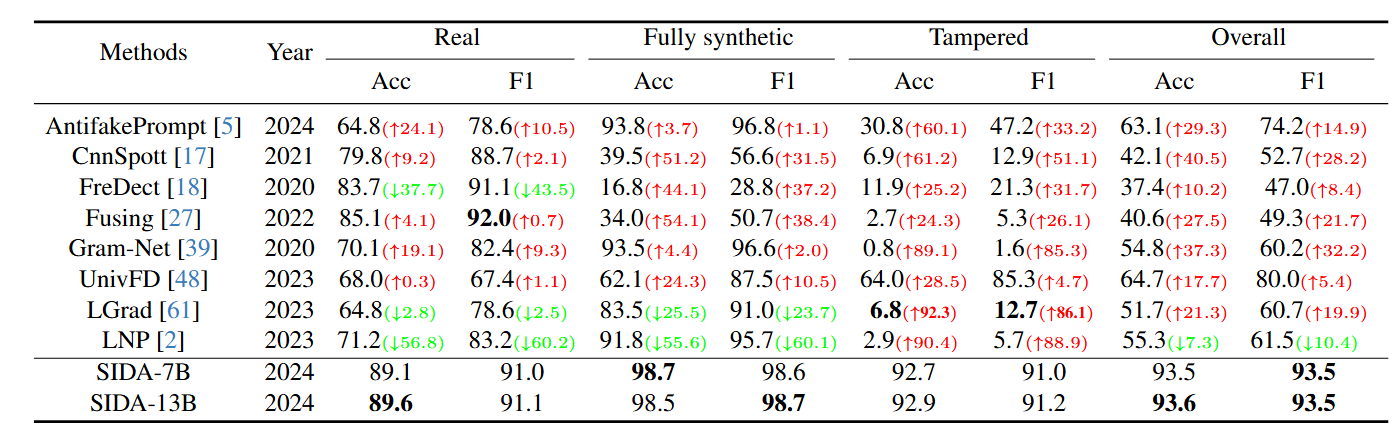 Methods Year Real Fully synthetic Tampered Overall
Acc F1 Acc F1 Acc F1 Acc F1
AntifakePrompt [5] 2024 64.8(↑24.1) 78.6(↑10.5) 93.8(↑3.7) 96.8(↑1.1) 30.8(↑60.1) 47.2(↑33.2) 63.1(↑29.3) 74.2(↑14.9)
CnnSpott [17] 2021 79.8(↑9.2) 88.7(↑2.1) 39.5(↑51.2) 56.6(↑31.5) 6.9(↑61.2) 12.9(↑51.1) 42.1(↑40.5) 52.7(↑28.2)
FreDect [18] 2020 83.7(↓37.7) 91.1(↓43.5) 16.8(↑44.1) 28.8(↑37.2) 11.9(↑25.2) 21.3(↑31.7) 37.4(↑10.2) 47.0(↑8.4)
Fusing [27] 2022 85.1(↑4.1) 92.0(↑0.7) 34.0(↑54.1) 50.7(↑38.4) 2.7(↑24.3) 5.3(↑26.1) 40.6(↑27.5) 49.3(↑21.7)
Gram-Net [39] 2020 70.1(↑19.1) 82.4(↑9.3) 93.5(↑4.4) 96.6(↑2.0) 0.8(↑89.1) 1.6(↑85.3) 54.8(↑37.3) 60.2(↑32.2)
UnivFD [48] 2023 68.0(↑0.3) 67.4(↑1.1) 62.1(↑24.3) 87.5(↑10.5) 64.0(↑28.5) 85.3(↑4.7) 64.7(↑17.7) 80.0(↑5.4)
LGrad [61] 2023 64.8(↓2.8) 78.6(↓2.5) 83.5(↓25.5) 91.0(↓23.7) 6.8(↑92.3) 12.7(↑86.1) 51.7(↑21.3) 60.7(↑19.9)
LNP [2] 2023 71.2(↓56.8) 83.2(↓60.2) 91.8(↓55.6) 95.7(↓60.1) 2.9(↑90.4) 5.7(↑88.9) 55.3(↓7.3) 61.5(↓10.4)
SIDA-7B 2024 89.1 91.0 98.7 98.6 92.7 91.0 93.5 93.5
SIDA-13B 2024 89.6 91.1 98.5 98.7 92.9 91.2 93.6 93.5